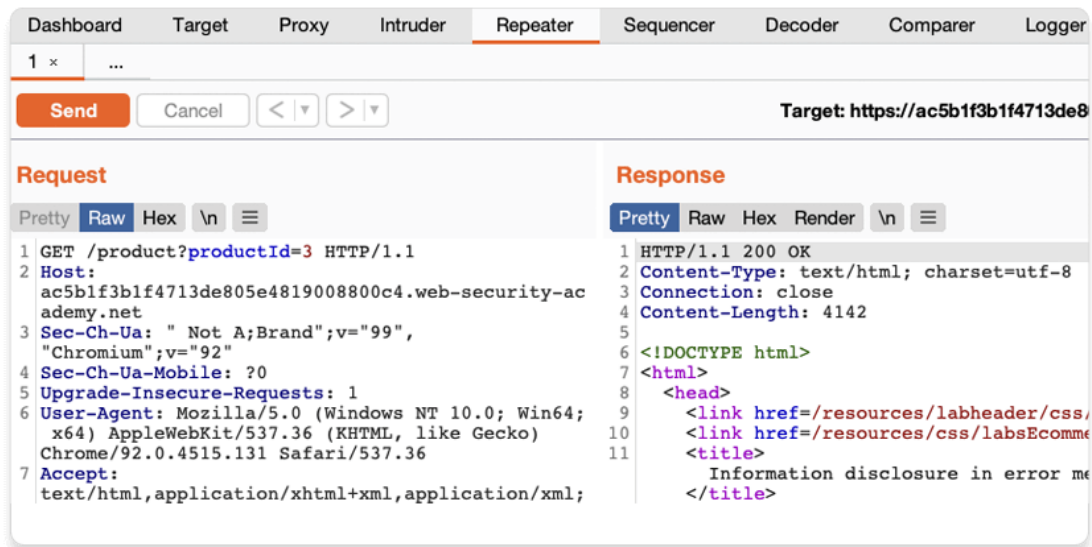 Dashboard Target Proxy Intruder Repeater Sequencer Decoder Comparer Logger
1 × ...
Send Cancel < ▼ > ▼ Target: https://ac5b1f3b1f4713de8
Request
Pretty Raw Hex \n ≡
1 GET /product?productId=3 HTTP/1.1
2 Host:
ac5b1f3b1f4713de805e4819008800c4.web-security-ac
ademy.net
3 Sec-Ch-Ua: " Not A;Brand";v="99",
"Chromium";v="92"
4 Sec-Ch-Ua-Mobile: ?0
5 Upgrade-Insecure-Requests: 1
6 User-Agent: Mozilla/5.0 (Windows NT 10.0; Win64;
x64) AppleWebKit/537.36 (KHTML, like Gecko)
Chrome/92.0.4515.131 Safari/537.36
7 Accept:
text/html,application/xhtml+xml,application/xml;
Response
Pretty Raw Hex Render \n ≡
1 HTTP/1.1 200 OK
2 Content-Type: text/html; charset=utf-8
3 Connection: close
4 Content-Length: 4142
5
6 <!DOCTYPE html>
7 <html>
8 <head>
9 <link href=/resources/labheader/css/
10 <link href=/resources/css/labsEcomme
11 <title>
Information disclosure in error me
</title>